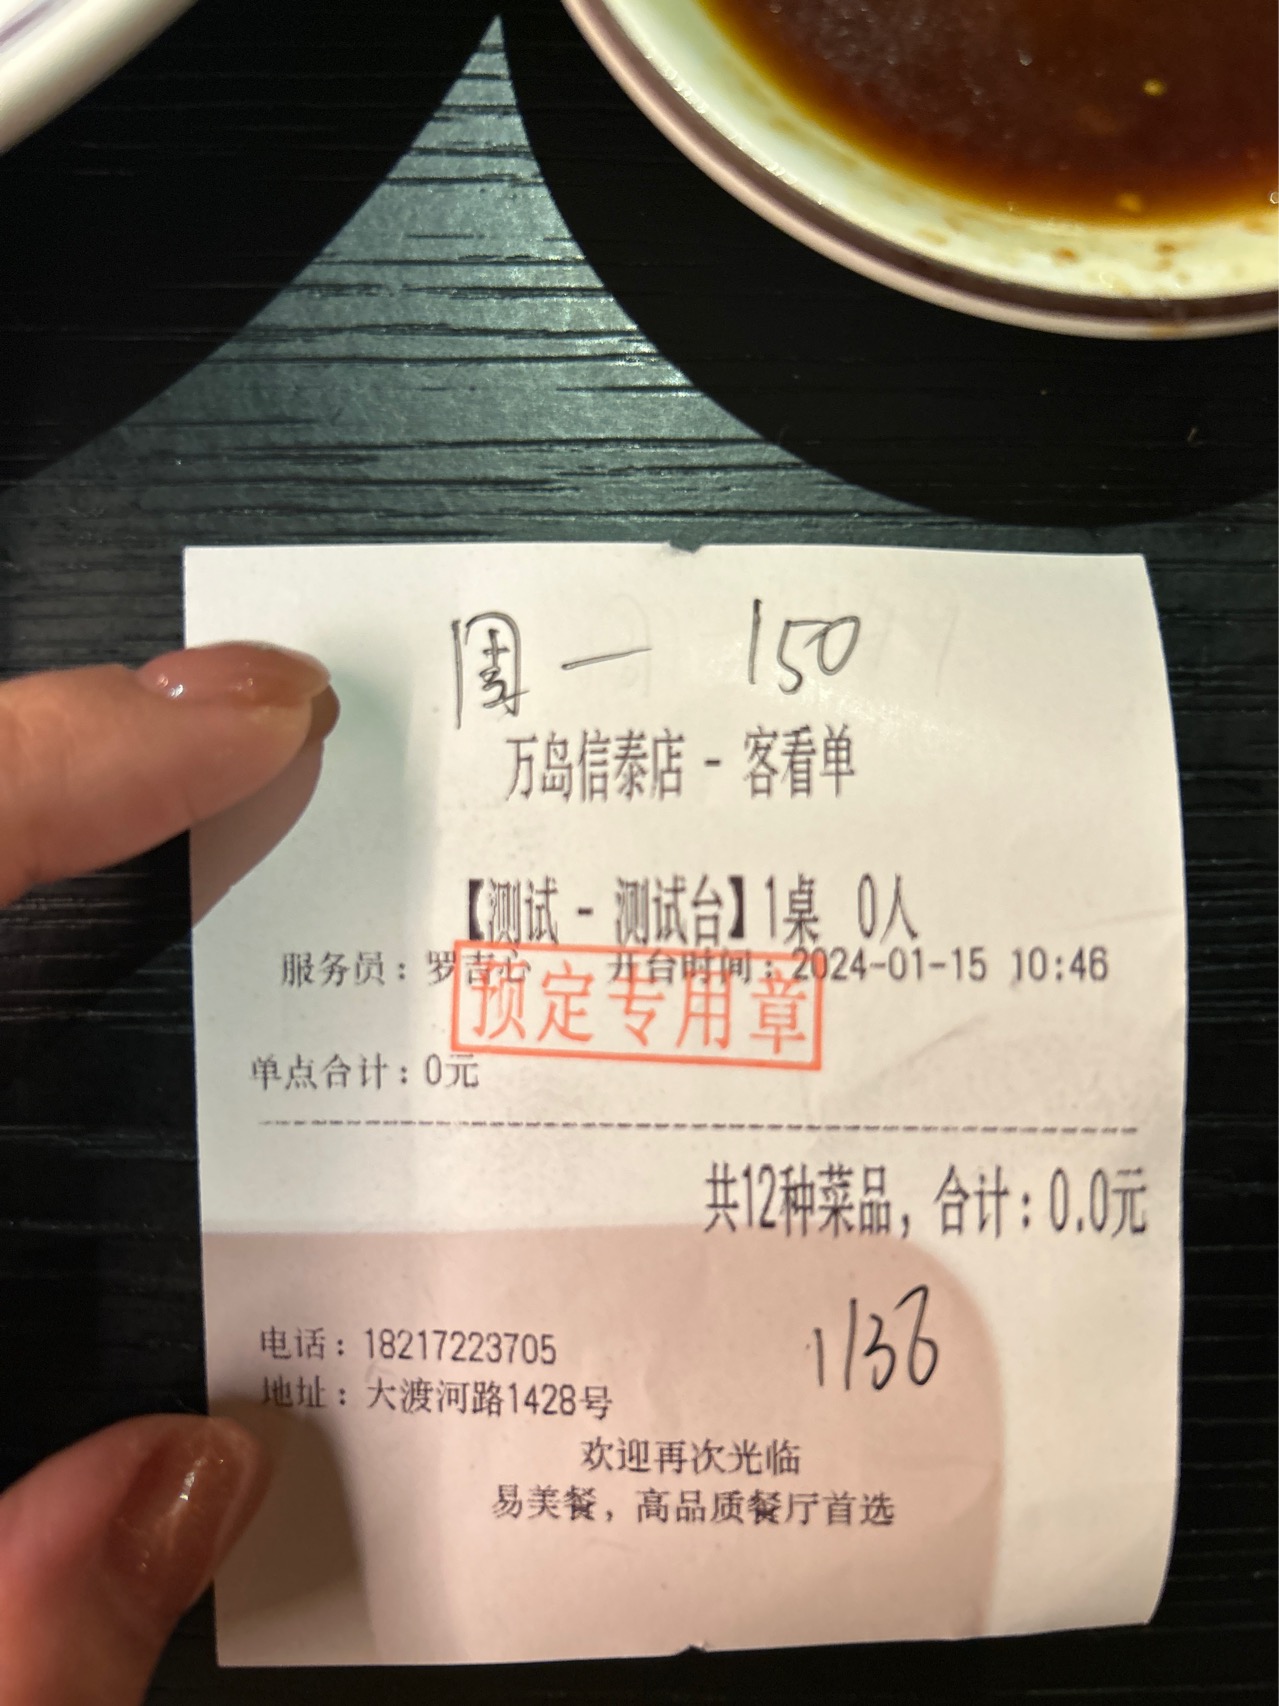 周一 150
万岛信泰店 - 客看单
【测试 - 测试台】1桌 0人
服务员：罗吉心 开台时间：2024-01-15 10:46
预定专用章
单点合计：0元
共12种菜品，合计：0.0元
1136
电话：18217223705
地址：大渡河路1428号
欢迎再次光临
易美餐，高品质餐厅首选